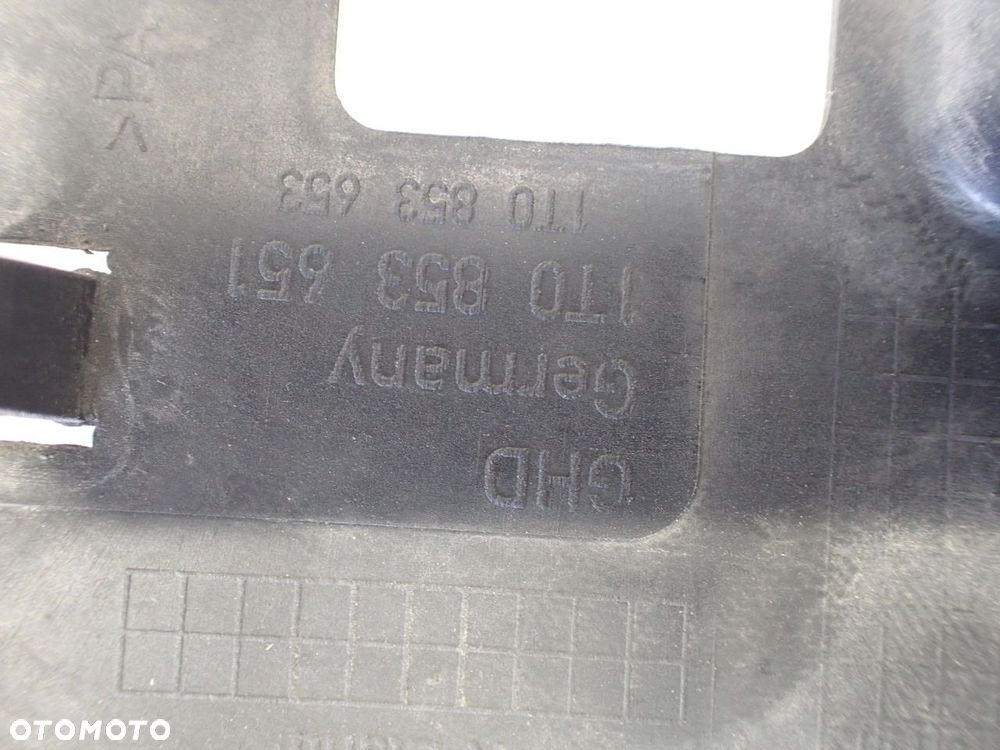 GHD
Germany
1T0 853 651
1T0 853 653
OTOMOTO